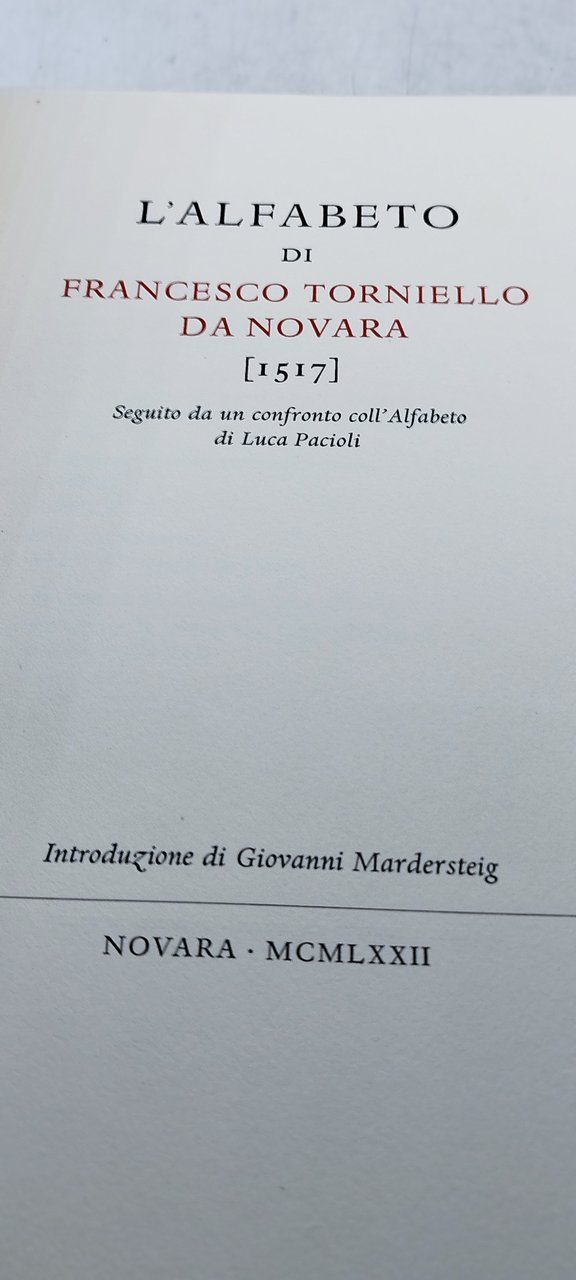 L'ALFABETO
DI
FRANCESCO TORNIELLO
DA NOVARA
[1517]
Seguito da un confronto coll'Alfabeto
di Luca Pacioli
Introduzione di Giovanni Mardersteig
NOVARA · MCMLXXII